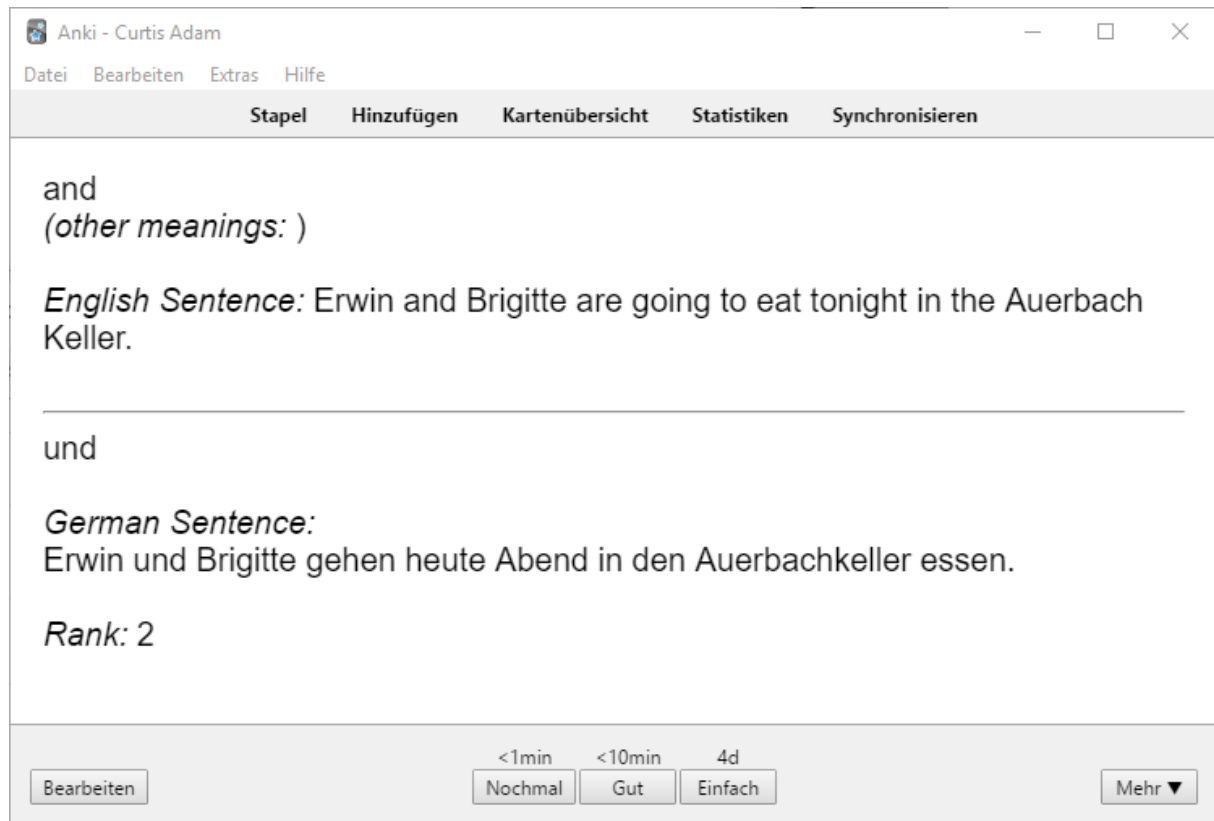 Anki - Curtis Adam
Datei Bearbeiten Extras Hilfe
Stapel Hinzufügen Kartenübersicht Statistiken Synchronisieren
and
(other meanings: )
English Sentence: Erwin and Brigitte are going to eat tonight in the Auerbach
Keller.
und
German Sentence:
Erwin und Brigitte gehen heute Abend in den Auerbachkeller essen.
Rank: 2
<1min <10min 4d
Bearbeiten Nochmal Gut Einfach Mehr ▼